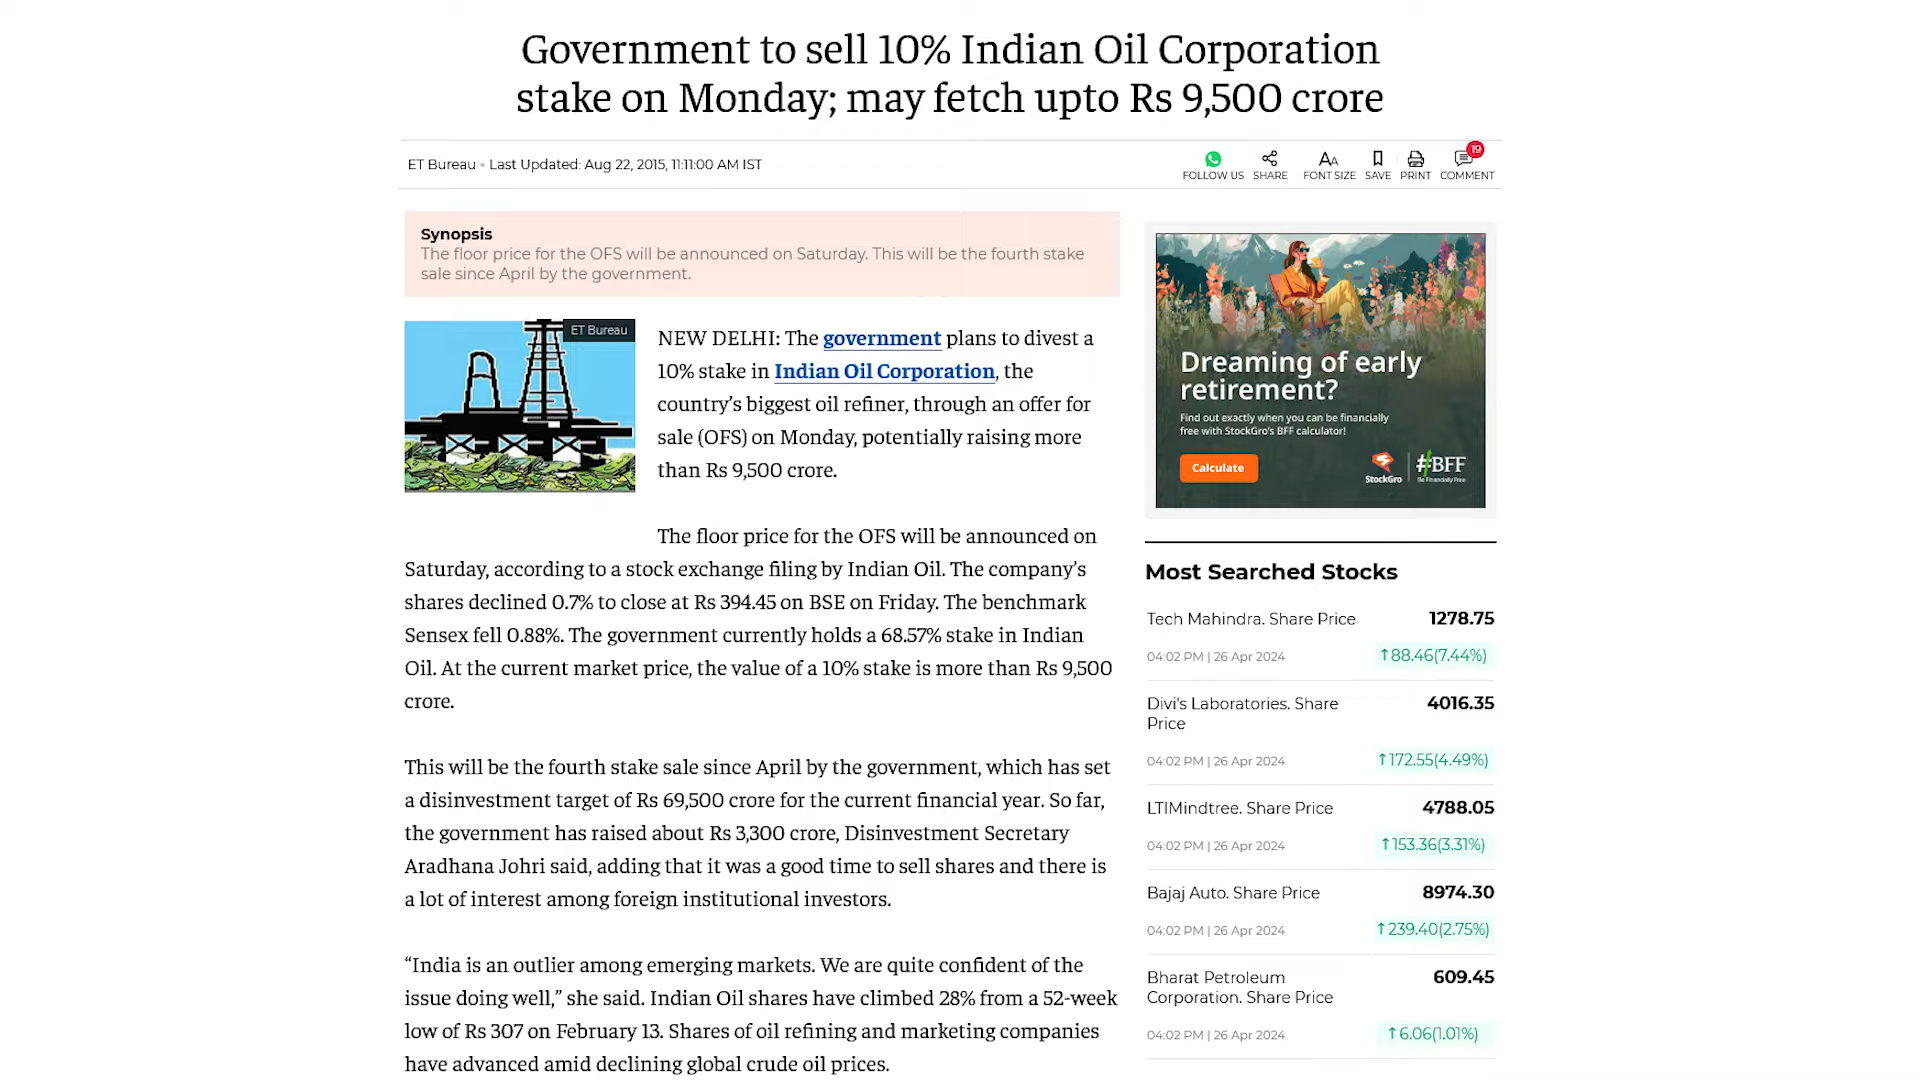 Government to sell 10% Indian Oil Corporation
stake on Monday; may fetch upto Rs 9,500 crore
ET Bureau • Last Updated: Aug 22, 2015, 11:11:00 AM IST
FOLLOW US
SHARE
FONT SIZE
SAVE
PRINT
19
COMMENT
Synopsis
The floor price for the OFS will be announced on Saturday. This will be the fourth stake
sale since April by the government.
ET Bureau
NEW DELHI: The government plans to divest a
10% stake in Indian Oil Corporation, the
country's biggest oil refiner, through an offer for
sale (OFS) on Monday, potentially raising more
than Rs 9,500 crore.
The floor price for the OFS will be announced on
Saturday, according to a stock exchange filing by Indian Oil. The company's
shares declined 0.7% to close at Rs 394.45 on BSE on Friday. The benchmark
Sensex fell 0.88%. The government currently holds a 68.57% stake in Indian
Oil. At the current market price, the value of a 10% stake is more than Rs 9,500
crore.
This will be the fourth stake sale since April by the government, which has set
a disinvestment target of Rs 69,500 crore for the current financial year. So far,
the government has raised about Rs 3,300 crore, Disinvestment Secretary
Aradhana Johri said, adding that it was a good time to sell shares and there is
a lot of interest among foreign institutional investors.
“India is an outlier among emerging markets. We are quite confident of the
issue doing well,” she said. Indian Oil shares have climbed 28% from a 52-week
low of Rs 307 on February 13. Shares of oil refining and marketing companies
have advanced amid declining global crude oil prices.
Dreaming of early
retirement?
Find out exactly when you can be financially
free with StockGro's BFF calculator!
Calculate
StockGro
#BFF
Be Financially Free
Most Searched Stocks
Tech Mahindra. Share Price 1278.75
04:02 PM | 26 Apr 2024 ↑88.46(7.44%)
Divi's Laboratories. Share 4016.35
Price
04:02 PM | 26 Apr 2024 ↑172.55(4.49%)
LTIMindtree. Share Price 4788.05
04:02 PM | 26 Apr 2024 ↑153.36(3.31%)
Bajaj Auto. Share Price 8974.30
04:02 PM | 26 Apr 2024 ↑239.40(2.75%)
Bharat Petroleum 609.45
Corporation. Share Price
04:02 PM | 26 Apr 2024 ↑6.06(1.01%)